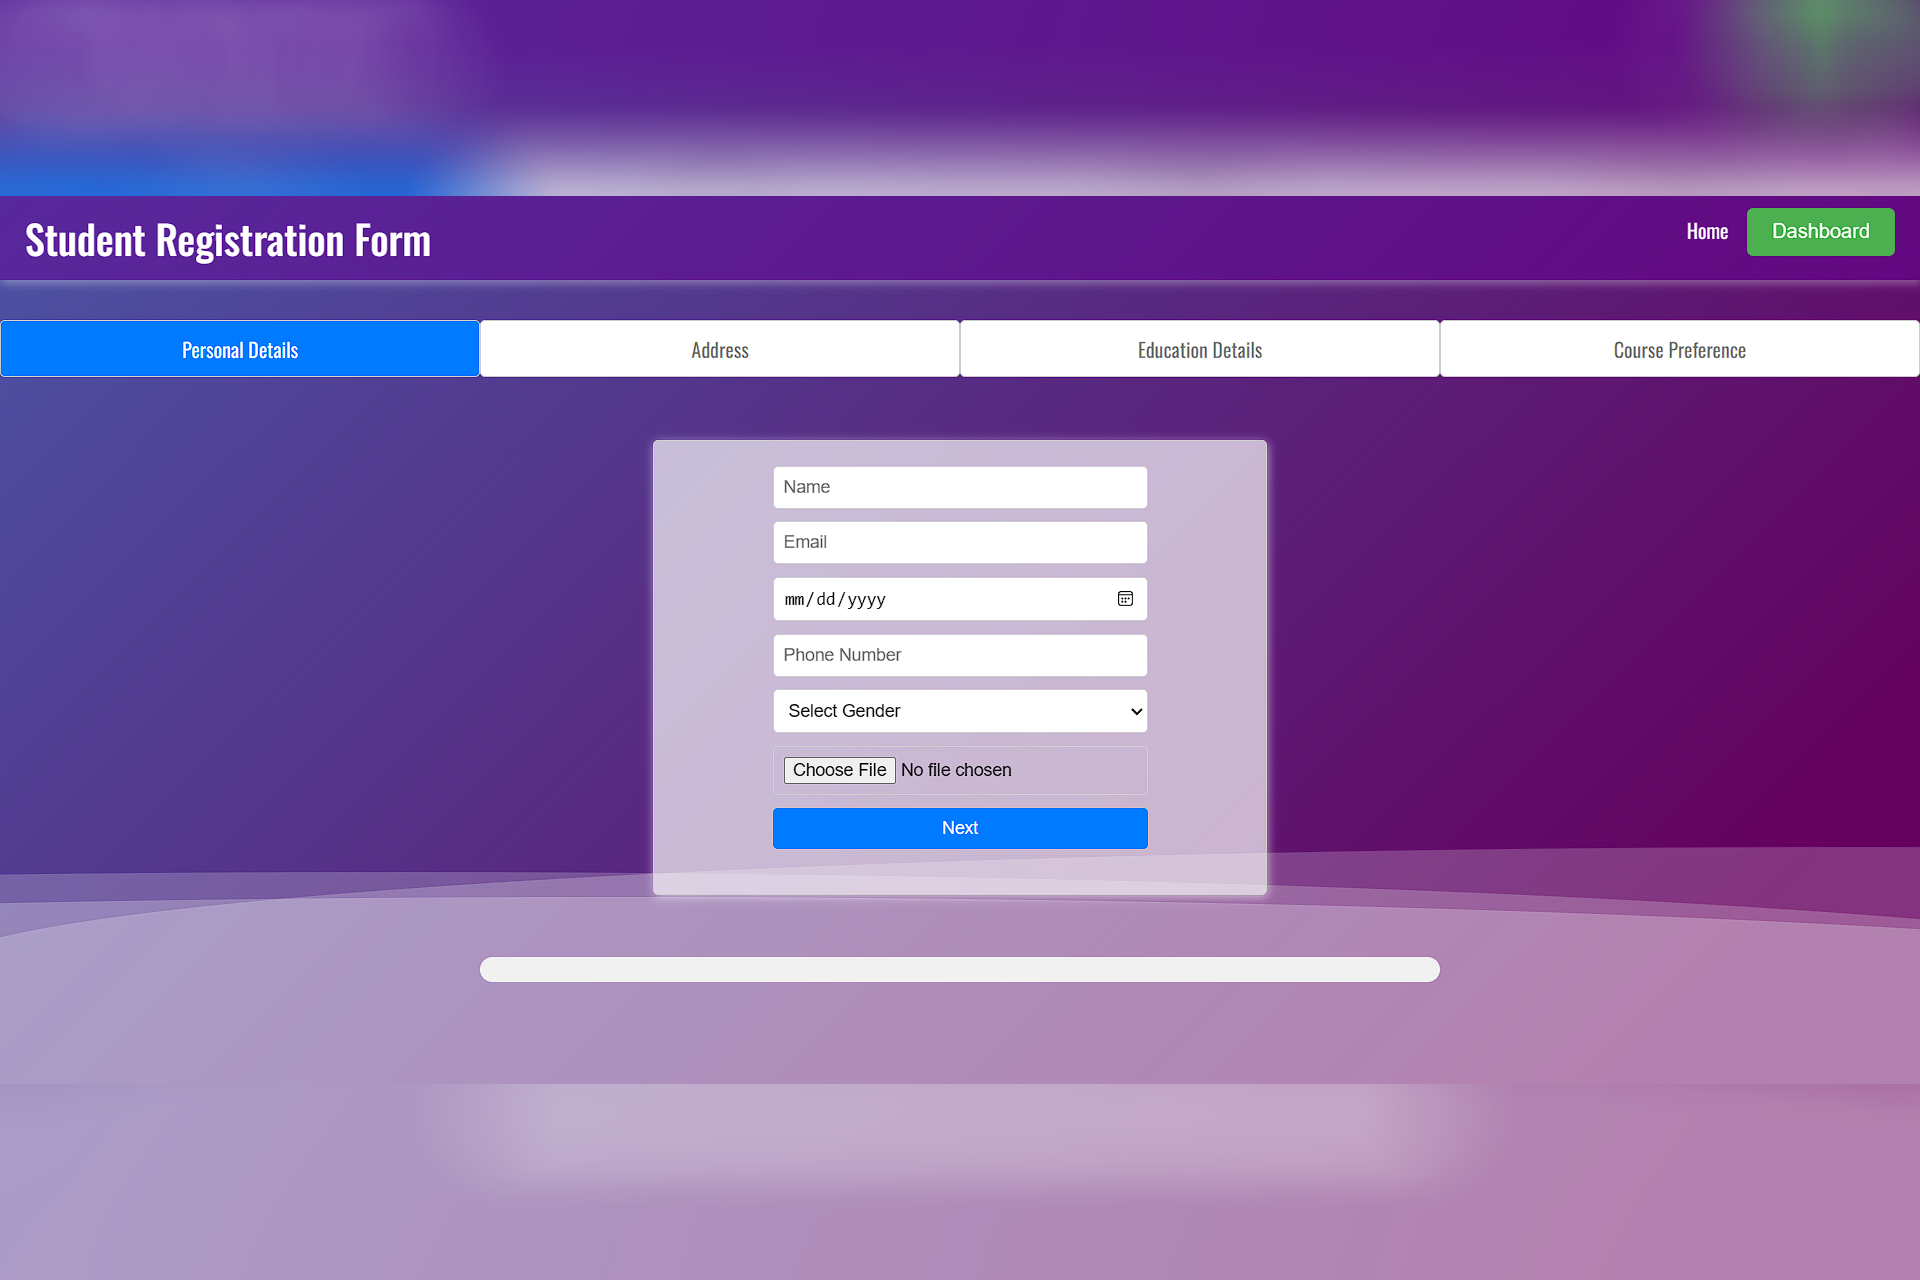 Student Registration Form
Home
Dashboard
Personal Details
Address
Education Details
Course Preference
Name
Email
mm/dd/yyyy
Phone Number
Select Gender
Choose File No file chosen
Next